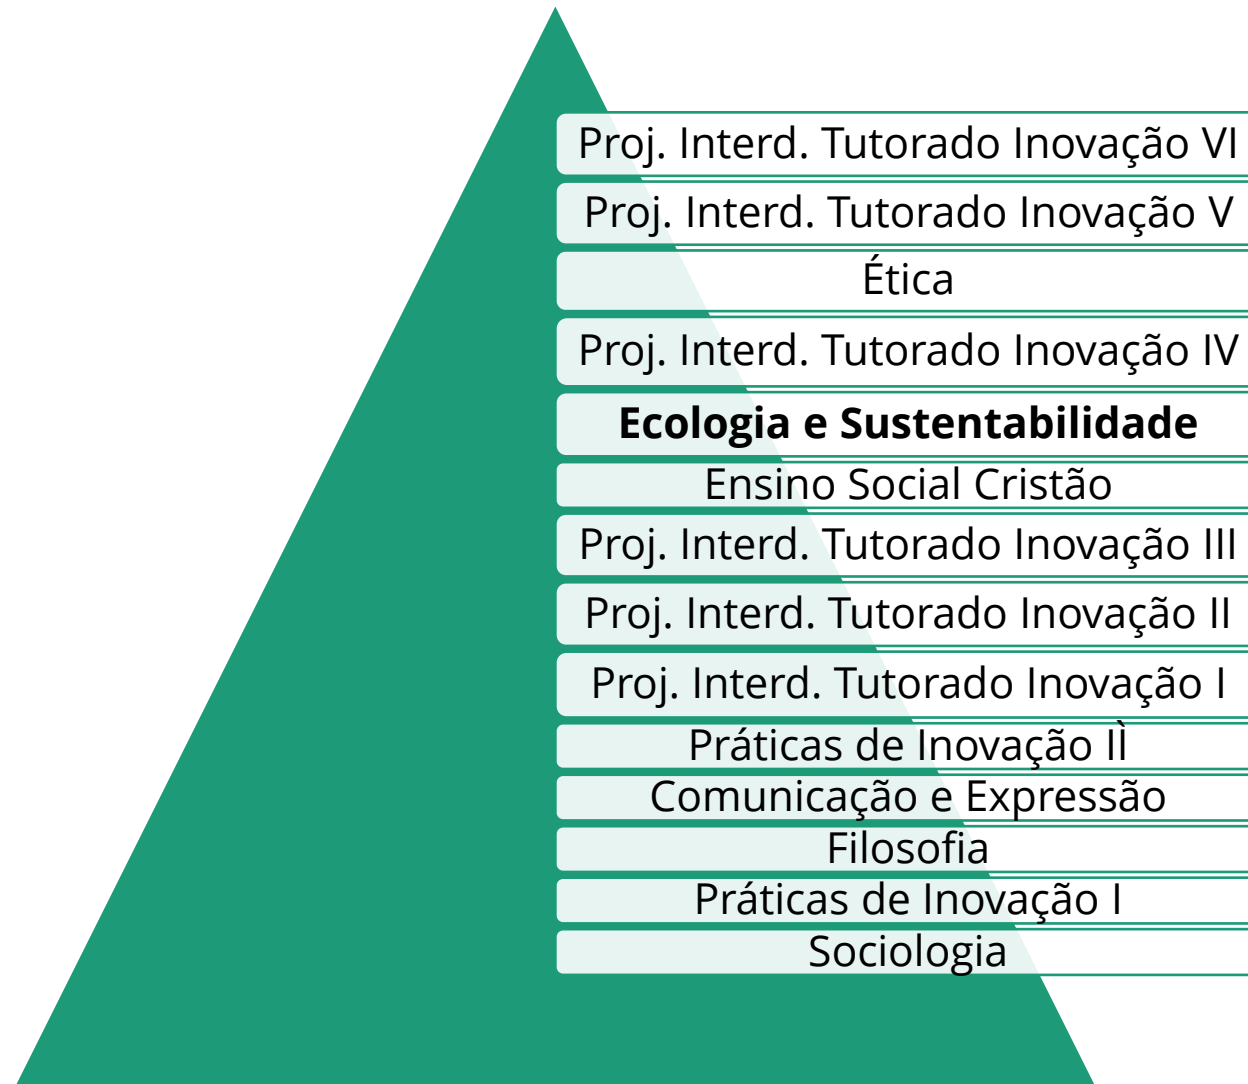 Proj. Interd. Tutorado Inovação VI
Proj. Interd. Tutorado Inovação V
Ética
Proj. Interd. Tutorado Inovação IV
Ecologia e Sustentabilidade
Ensino Social Cristão
Proj. Interd. Tutorado Inovação III
Proj. Interd. Tutorado Inovação II
Proj. Interd. Tutorado Inovação I
Práticas de Inovação IÌ
Comunicação e Expressão
Filosofia
Práticas de Inovação I
Sociologia